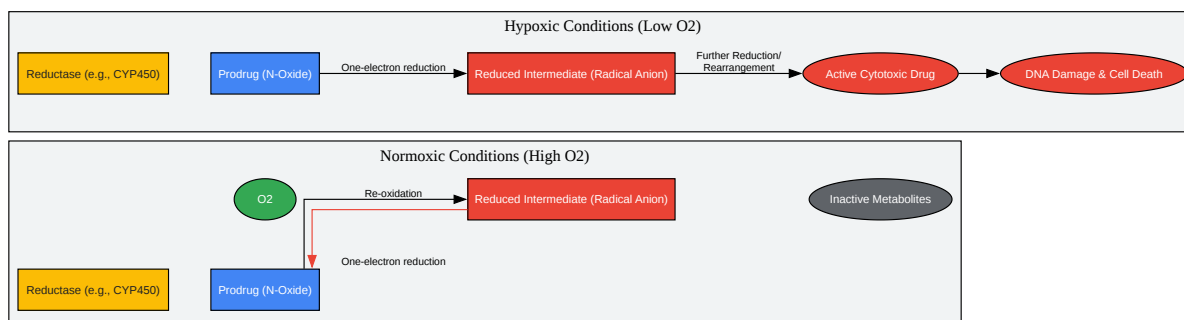 Hypoxic Conditions (Low O2)
Reductase (e.g., CYP450)
Prodrug (N-Oxide)
One-electron reduction
Reduced Intermediate (Radical Anion)
Further Reduction/
Rearrangement
Active Cytotoxic Drug
DNA Damage & Cell Death
Normoxic Conditions (High O2)
O2
Re-oxidation
Reduced Intermediate (Radical Anion)
Inactive Metabolites
One-electron reduction
Reductase (e.g., CYP450)
Prodrug (N-Oxide)